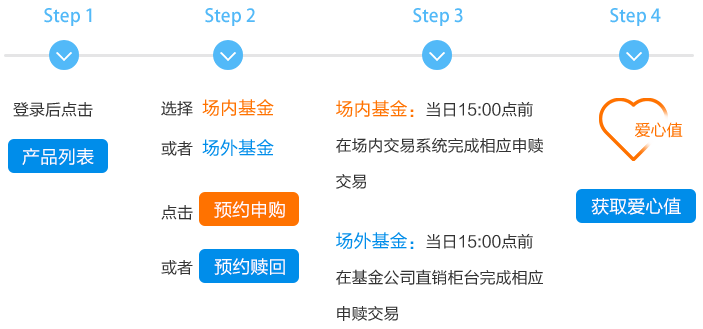 Step 1
Step 2
Step 3
Step 4
登录后点击
产品列表
选择 场内基金
或者 场外基金
点击 预约申购
或者 预约赎回
场内基金：当日15:00点前
在场内交易系统完成相应申赎
交易
场外基金：当日15:00点前
在基金公司直销柜台完成相应
申赎交易
爱心值
获取爱心值